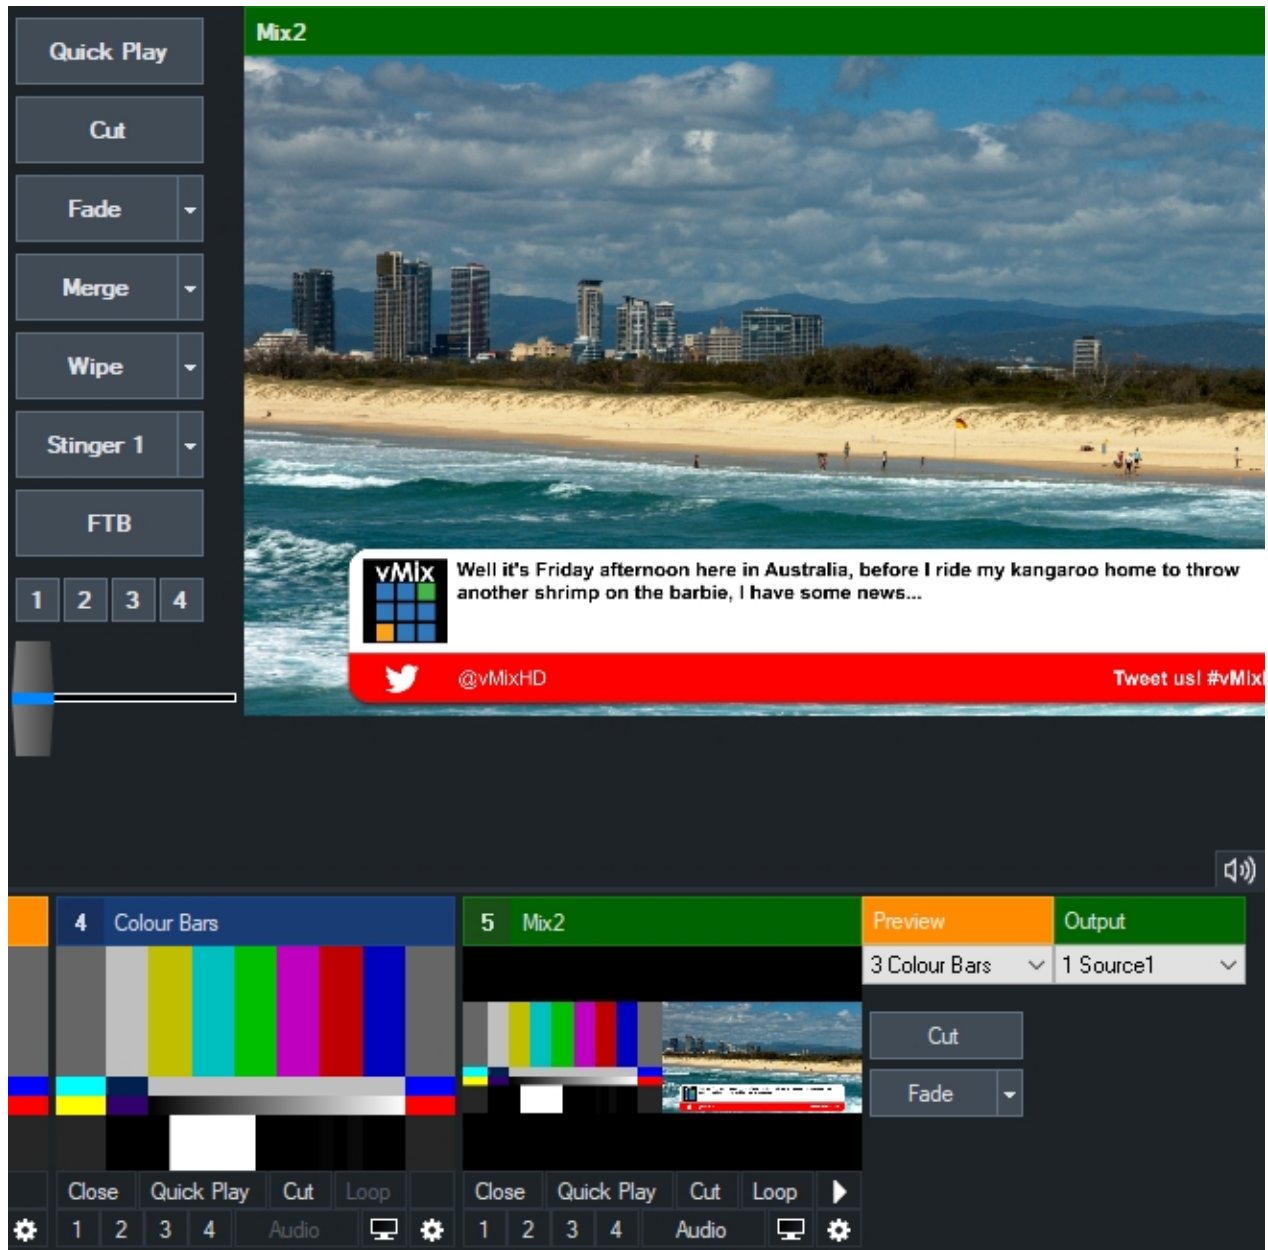 Quick Play
Cut
Fade
Merge
Wipe
Stinger 1
FTB
1 2 3 4
Mix2
vMix
Well it's Friday afternoon here in Australia, before I ride my kangaroo home to throw
another shrimp on the barbie, I have some news...
@vMixHD
Tweet us! #vMix
4 Colour Bars
Close Quick Play Cut Loop
1 2 3 4 Audio
5 Mix2
Close Quick Play Cut Loop
1 2 3 4 Audio
Preview Output
3 Colour Bars 1 Source1
Cut
Fade